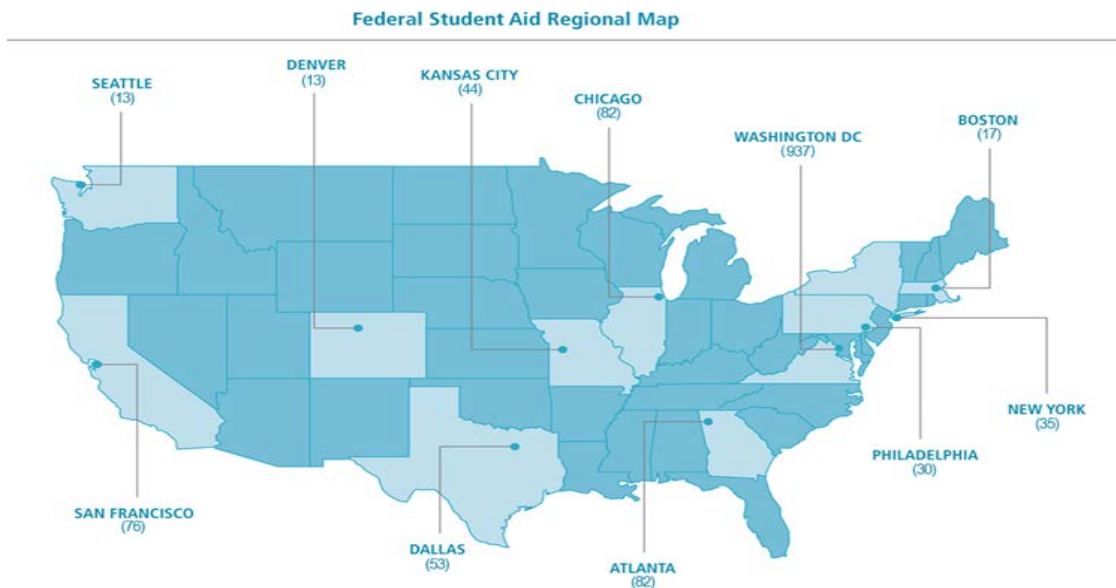 Federal Student Aid Regional Map
DENVER
(13)
SEATTLE
(13)
KANSAS CITY
(44)
CHICAGO
(82)
WASHINGTON DC
(937)
BOSTON
(17)
NEW YORK
(35)
PHILADELPHIA
(30)
SAN FRANCISCO
(76)
DALLAS
(53)
ATLANTA
(82)